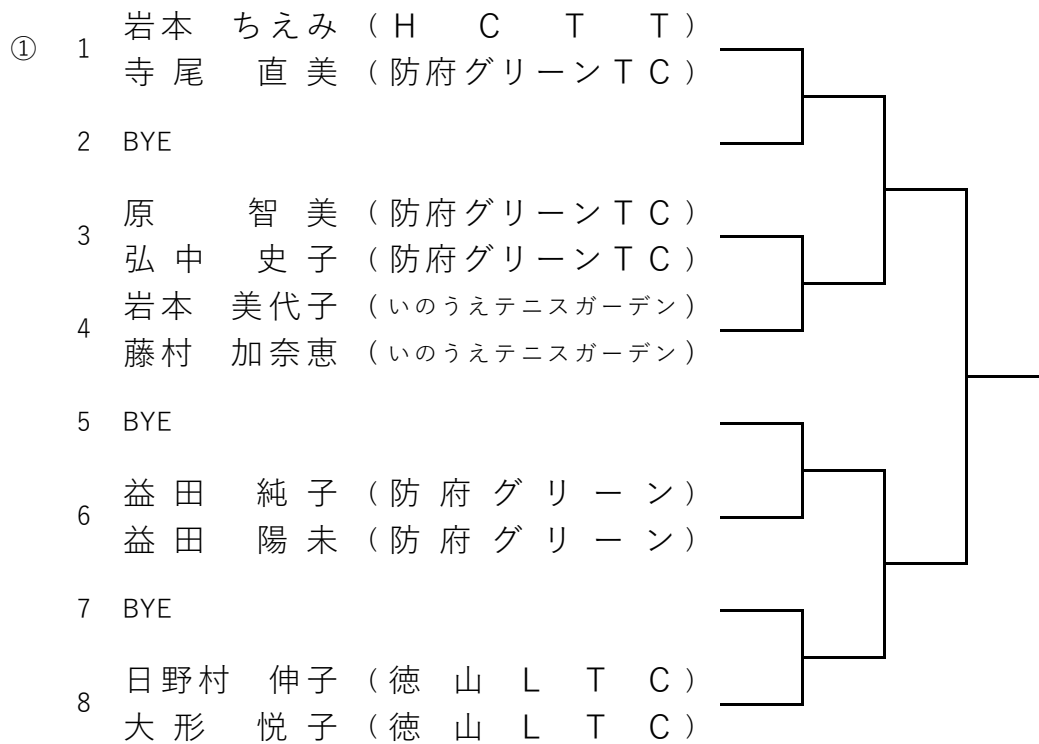 岩本 ちえみ (H C T T)
① 1
寺尾 直美 (防府グリーンTC)
2 BYE
原 智美 (防府グリーンTC)
3
弘中 史子 (防府グリーンTC)
岩本 美代子 (いのうえテニスガーデン)
4
藤村 加奈恵 (いのうえテニスガーデン)
5 BYE
益田 純子 (防府グリーン)
6
益田 陽未 (防府グリーン)
7 BYE
日野村 伸子 (徳山LTC)
8
大形 悦子 (徳山LTC)